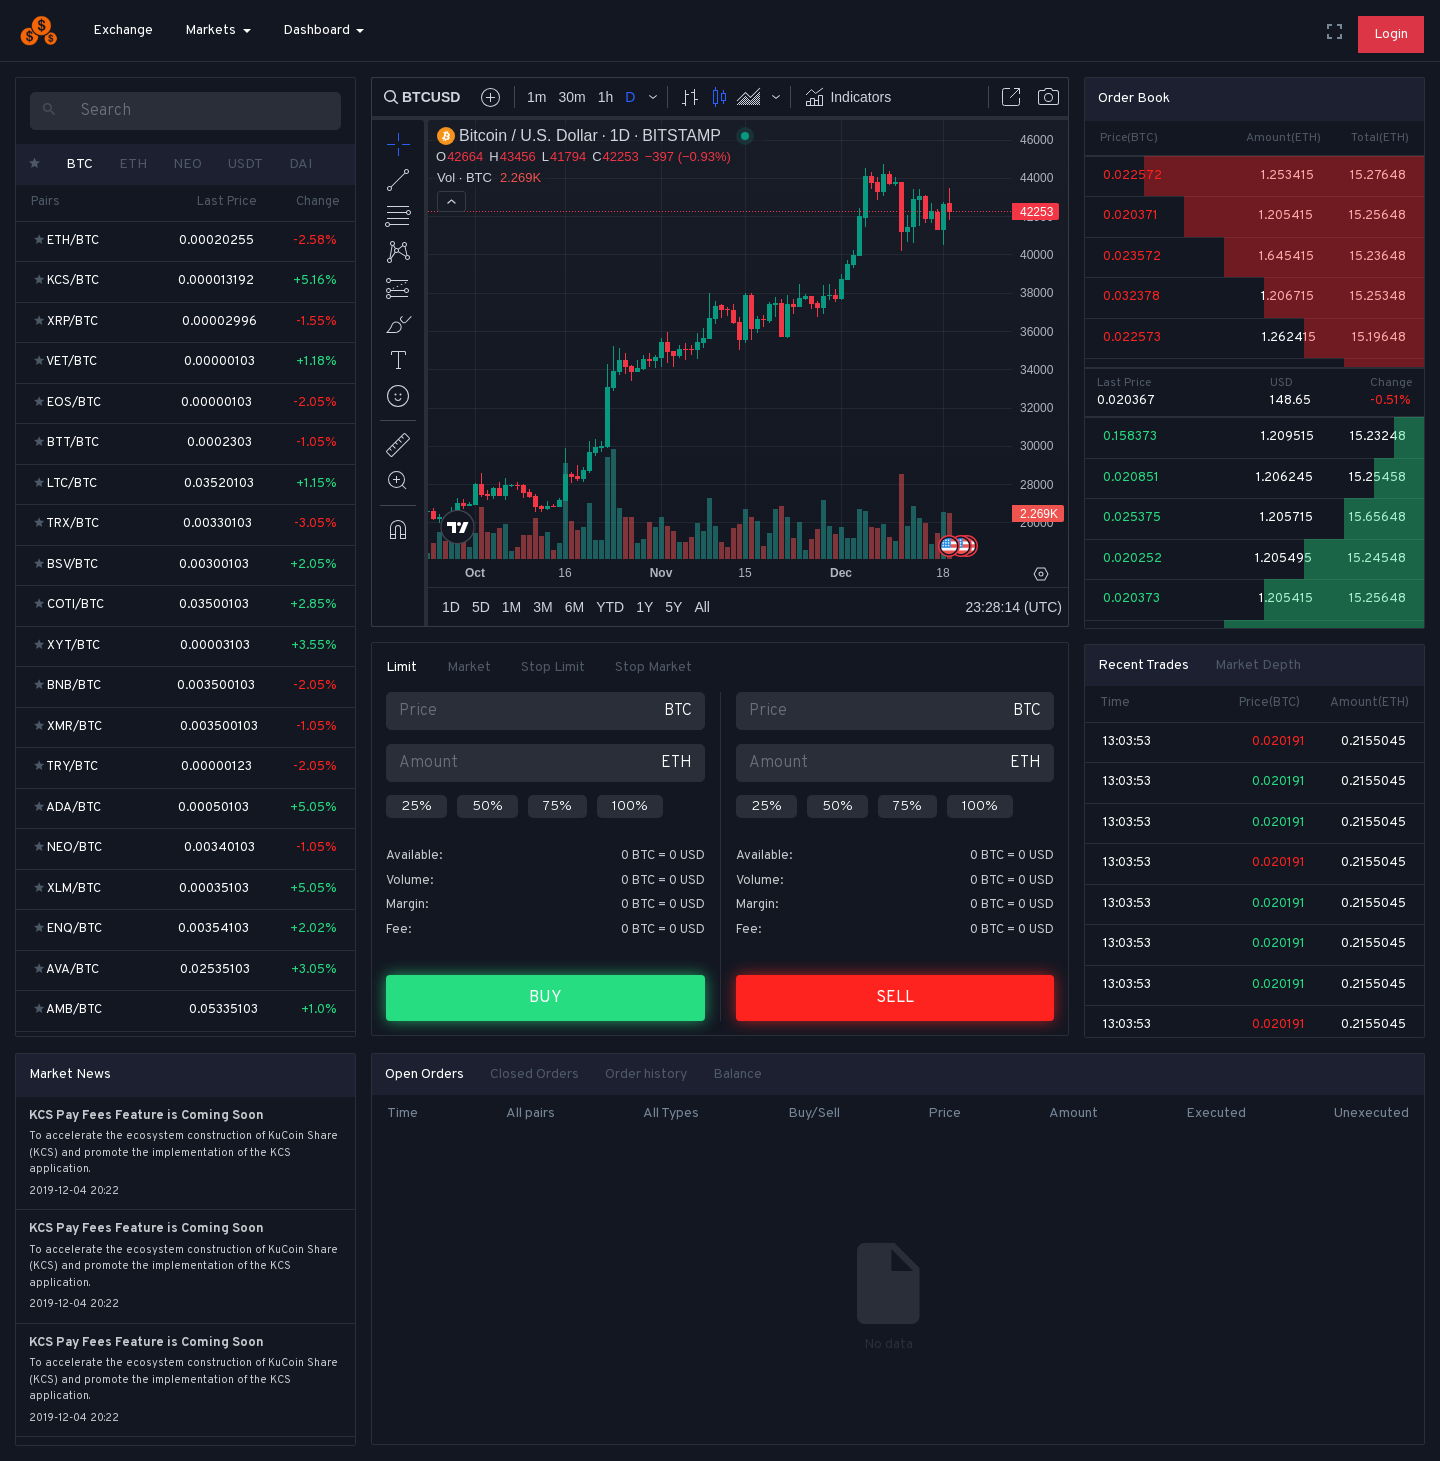 Exchange Markets Dashboard Login
Search
BTC ETH NEO USDT DAI
Pairs Last Price Change
ETH/BTC 0.00020255 -2.58%
KCS/BTC 0.000013192 +5.16%
XRP/BTC 0.00002996 -1.55%
VET/BTC 0.00000103 +1.18%
EOS/BTC 0.00000103 -2.05%
BTT/BTC 0.0002303 -1.05%
LTC/BTC 0.03520103 +1.15%
TRX/BTC 0.00330103 -3.05%
BSV/BTC 0.00300103 +2.05%
COTI/BTC 0.03500103 +2.85%
XYT/BTC 0.00003103 +3.55%
BNB/BTC 0.003500103 -2.05%
XMR/BTC 0.003500103 -1.05%
TRY/BTC 0.00000123 -2.05%
ADA/BTC 0.00050103 +5.05%
NEO/BTC 0.00340103 -1.05%
XLM/BTC 0.00035103 +5.05%
ENQ/BTC 0.00354103 +2.02%
AVA/BTC 0.02535103 +3.05%
AMB/BTC 0.05335103 +1.0%
BTCUSD 1m 30m 1h D Indicators
Bitcoin / U.S. Dollar · 1D · BITSTAMP
O42664 H43456 L41794 C42253 −397 (−0.93%)
Vol · BTC 2.269K
46000
44000
42253
40000
38000
36000
34000
32000
30000
28000
2.269K
26000
Oct 16 Nov 15 Dec 18
1D 5D 1M 3M 6M YTD 1Y 5Y All 23:28:14 (UTC)
Order Book
Price(BTC) Amount(ETH) Total(ETH)
0.022572 1.253415 15.27648
0.020371 1.205415 15.25648
0.023572 1.645415 15.23648
0.032378 1.206715 15.25348
0.022573 1.262415 15.19648
Last Price USD Change
0.020367 148.65 -0.51%
0.158373 1.209515 15.23248
0.020851 1.206245 15.25458
0.025375 1.205715 15.65648
0.020252 1.205495 15.24548
0.020373 1.205415 15.25648
Limit Market Stop Limit Stop Market
Price BTC Price BTC
Amount ETH Amount ETH
25% 50% 75% 100% 25% 50% 75% 100%
Available: 0 BTC = 0 USD Available: 0 BTC = 0 USD
Volume: 0 BTC = 0 USD Volume: 0 BTC = 0 USD
Margin: 0 BTC = 0 USD Margin: 0 BTC = 0 USD
Fee: 0 BTC = 0 USD Fee: 0 BTC = 0 USD
BUY SELL
Recent Trades Market Depth
Time Price(BTC) Amount(ETH)
13:03:53 0.020191 0.2155045
13:03:53 0.020191 0.2155045
13:03:53 0.020191 0.2155045
13:03:53 0.020191 0.2155045
13:03:53 0.020191 0.2155045
13:03:53 0.020191 0.2155045
13:03:53 0.020191 0.2155045
13:03:53 0.020191 0.2155045
Market News
KCS Pay Fees Feature is Coming Soon
To accelerate the ecosystem construction of KuCoin Share
(KCS) and promote the implementation of the KCS
application.
2019-12-04 20:22
KCS Pay Fees Feature is Coming Soon
To accelerate the ecosystem construction of KuCoin Share
(KCS) and promote the implementation of the KCS
application.
2019-12-04 20:22
KCS Pay Fees Feature is Coming Soon
To accelerate the ecosystem construction of KuCoin Share
(KCS) and promote the implementation of the KCS
application.
2019-12-04 20:22
Open Orders Closed Orders Order history Balance
Time All pairs All Types Buy/Sell Price Amount Executed Unexecuted
No data